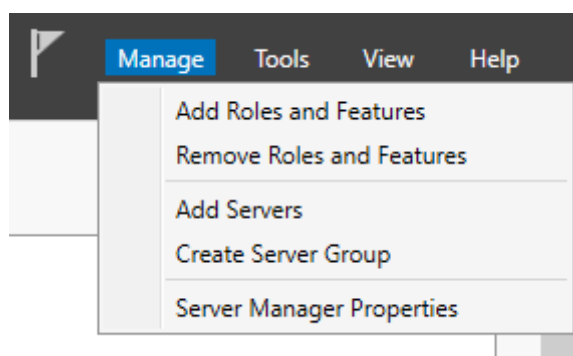 Manage Tools View Help
Add Roles and Features
Remove Roles and Features
Add Servers
Create Server Group
Server Manager Properties